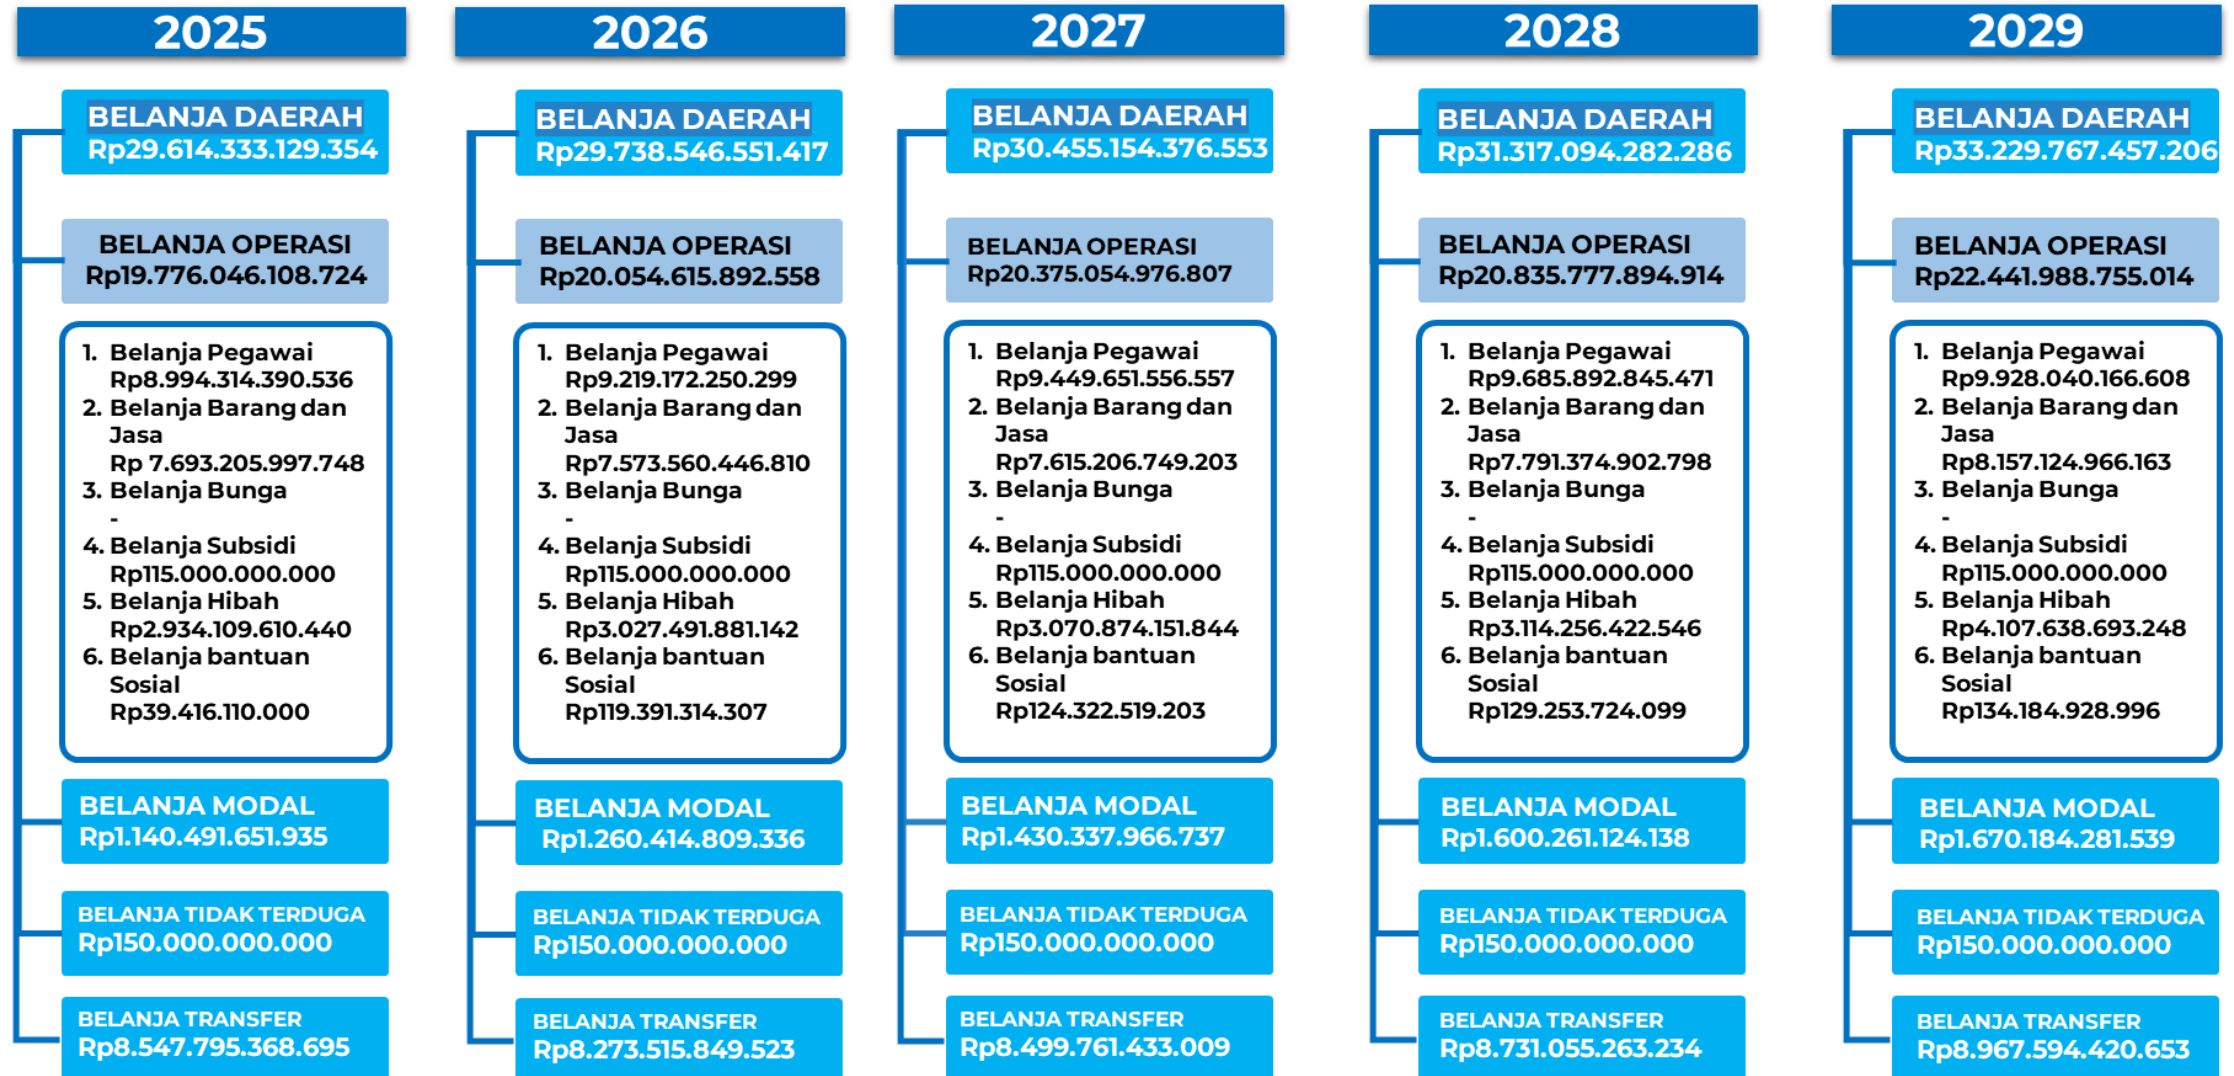 2025
BELANJA DAERAH
Rp29.614.333.129.354
BELANJA OPERASI
Rp19.776.046.108.724
1. Belanja Pegawai
Rp8.994.314.390.536
2. Belanja Barang dan
Jasa
Rp 7.693.205.997.748
3. Belanja Bunga
-
4. Belanja Subsidi
Rp115.000.000.000
5. Belanja Hibah
Rp2.934.109.610.440
6. Belanja bantuan
Sosial
Rp39.416.110.000
BELANJA MODAL
Rp1.140.491.651.935
BELANJA TIDAK TERDUGA
Rp150.000.000.000
BELANJA TRANSFER
Rp8.547.795.368.695
2026
BELANJA DAERAH
Rp29.738.546.551.417
BELANJA OPERASI
Rp20.054.615.892.558
1. Belanja Pegawai
Rp9.219.172.250.299
2. Belanja Barang dan
Jasa
Rp7.573.560.446.810
3. Belanja Bunga
-
4. Belanja Subsidi
Rp115.000.000.000
5. Belanja Hibah
Rp3.027.491.881.142
6. Belanja bantuan
Sosial
Rp119.391.314.307
BELANJA MODAL
Rp1.260.414.809.336
BELANJA TIDAK TERDUGA
Rp150.000.000.000
BELANJA TRANSFER
Rp8.273.515.849.523
2027
BELANJA DAERAH
Rp30.455.154.376.553
BELANJA OPERASI
Rp20.375.054.976.807
1. Belanja Pegawai
Rp9.449.651.556.557
2. Belanja Barang dan
Jasa
Rp7.615.206.749.203
3. Belanja Bunga
-
4. Belanja Subsidi
Rp115.000.000.000
5. Belanja Hibah
Rp3.070.874.151.844
6. Belanja bantuan
Sosial
Rp124.322.519.203
BELANJA MODAL
Rp1.430.337.966.737
BELANJA TIDAK TERDUGA
Rp150.000.000.000
BELANJA TRANSFER
Rp8.499.761.433.009
2028
BELANJA DAERAH
Rp31.317.094.282.286
BELANJA OPERASI
Rp20.835.777.894.914
1. Belanja Pegawai
Rp9.685.892.845.471
2. Belanja Barang dan
Jasa
Rp7.791.374.902.798
3. Belanja Bunga
-
4. Belanja Subsidi
Rp115.000.000.000
5. Belanja Hibah
Rp3.114.256.422.546
6. Belanja bantuan
Sosial
Rp129.253.724.099
BELANJA MODAL
Rp1.600.261.124.138
BELANJA TIDAK TERDUGA
Rp150.000.000.000
BELANJA TRANSFER
Rp8.731.055.263.234
2029
BELANJA DAERAH
Rp33.229.767.457.206
BELANJA OPERASI
Rp22.441.988.755.014
1. Belanja Pegawai
Rp9.928.040.166.608
2. Belanja Barang dan
Jasa
Rp8.157.124.966.163
3. Belanja Bunga
-
4. Belanja Subsidi
Rp115.000.000.000
5. Belanja Hibah
Rp4.107.638.693.248
6. Belanja bantuan
Sosial
Rp134.184.928.996
BELANJA MODAL
Rp1.670.184.281.539
BELANJA TIDAK TERDUGA
Rp150.000.000.000
BELANJA TRANSFER
Rp8.967.594.420.653